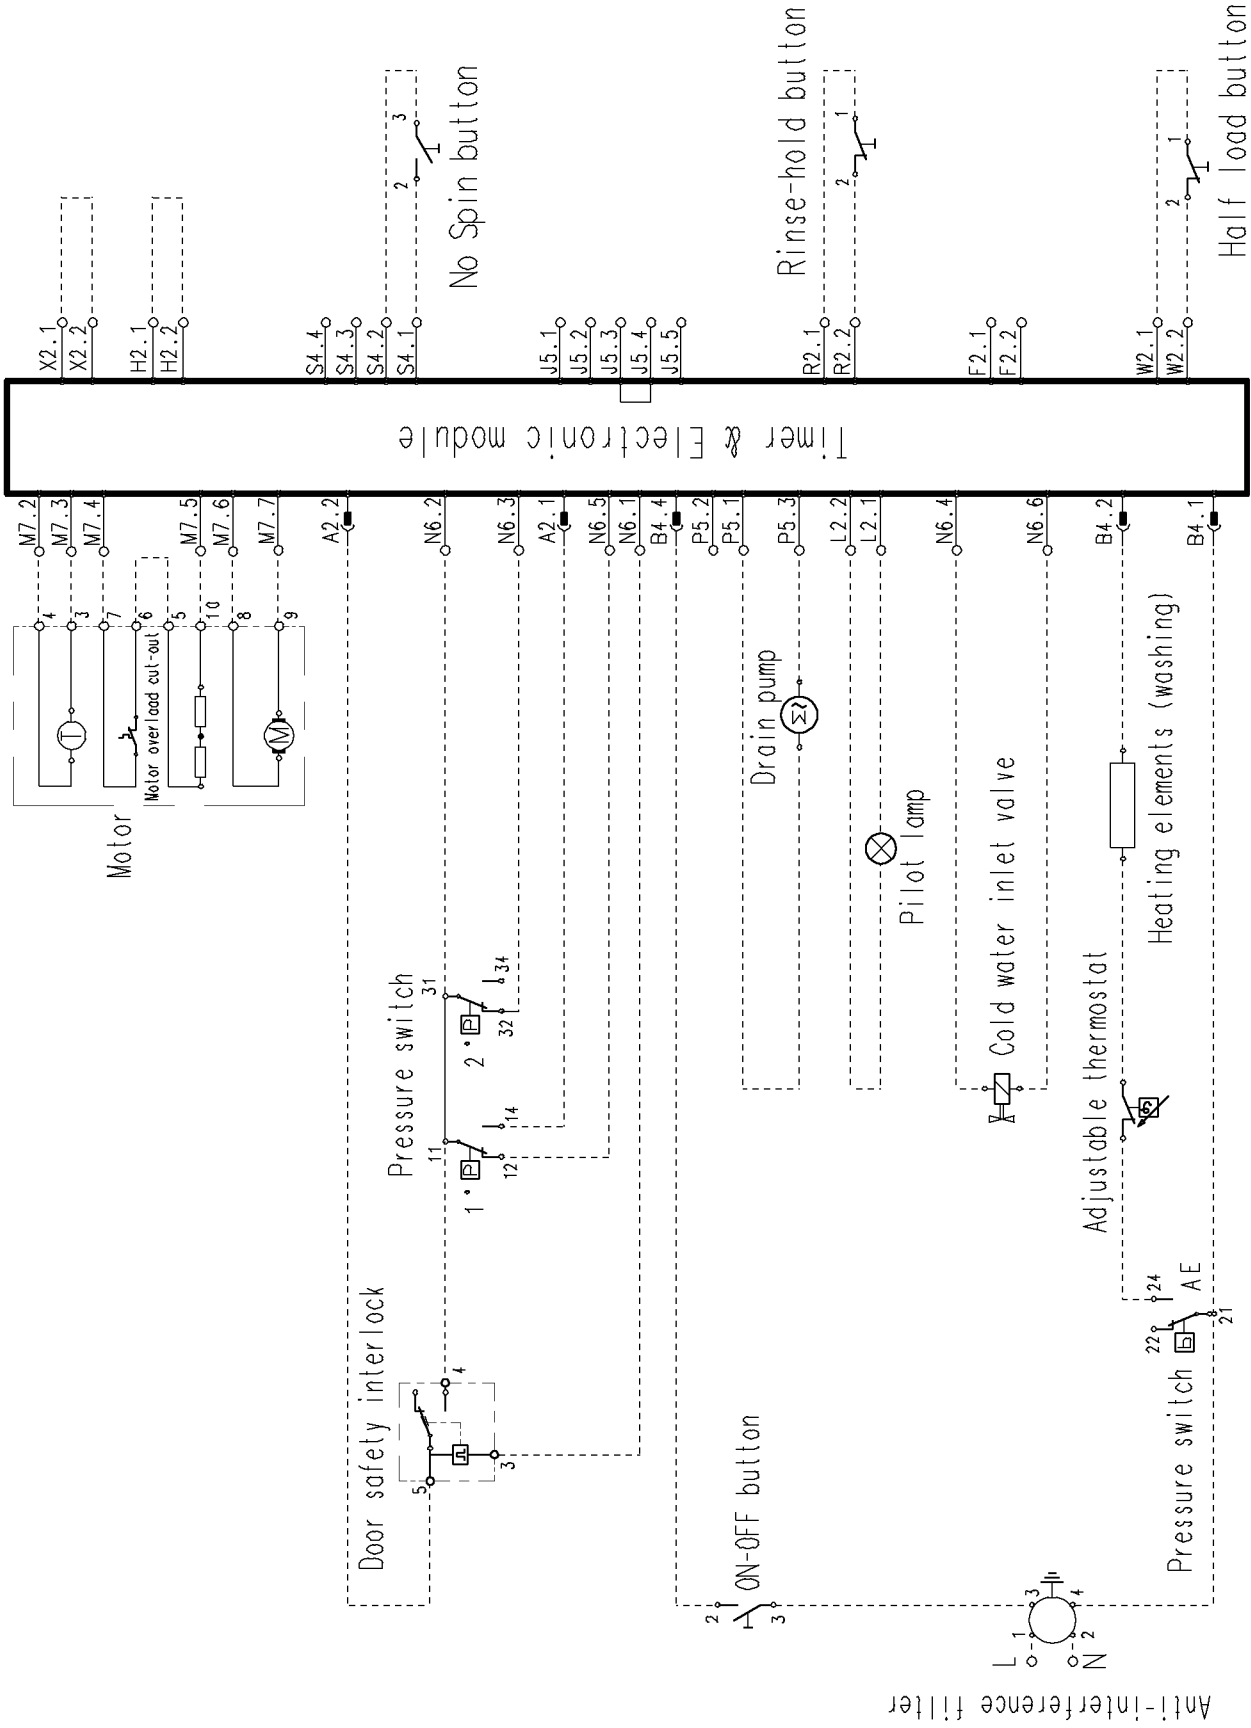 X2.1
X2.2
H2.1
H2.2
S4.4
S4.3
S4.2
S4.1
J5.1
J5.2
J5.3
J5.4
J5.5
R2.1
R2.2
F2.1
F2.2
W2.1
W2.2
3
2
No Spin button
1
2
Rinse-hold button
1
2
Half load button
Timer & Electronic module
M7.2
M7.3
M7.4
M7.5
M7.6
M7.7
A2.2
N6.2
N6.3
A2.1
N6.5
N6.1
B4.4
P5.2
P5.1
P5.3
L2.2
L2.1
N6.4
N6.6
B4.2
B4.1
4
3
7
6
5
10
8
9
T
Motor overload cut-out
M
Motor
Drain pump
Pilot lamp
Cold water inlet valve
Heating elements (washing)
Adjustable thermostat
Pressure switch
31
34
32
2° P
11
14
12
1° P
Door safety interlock
4
5
3
24
22
21
AE
Pressure switch
ON-OFF button
2
3
3
4
1
2
L
N
Anti-interference filter